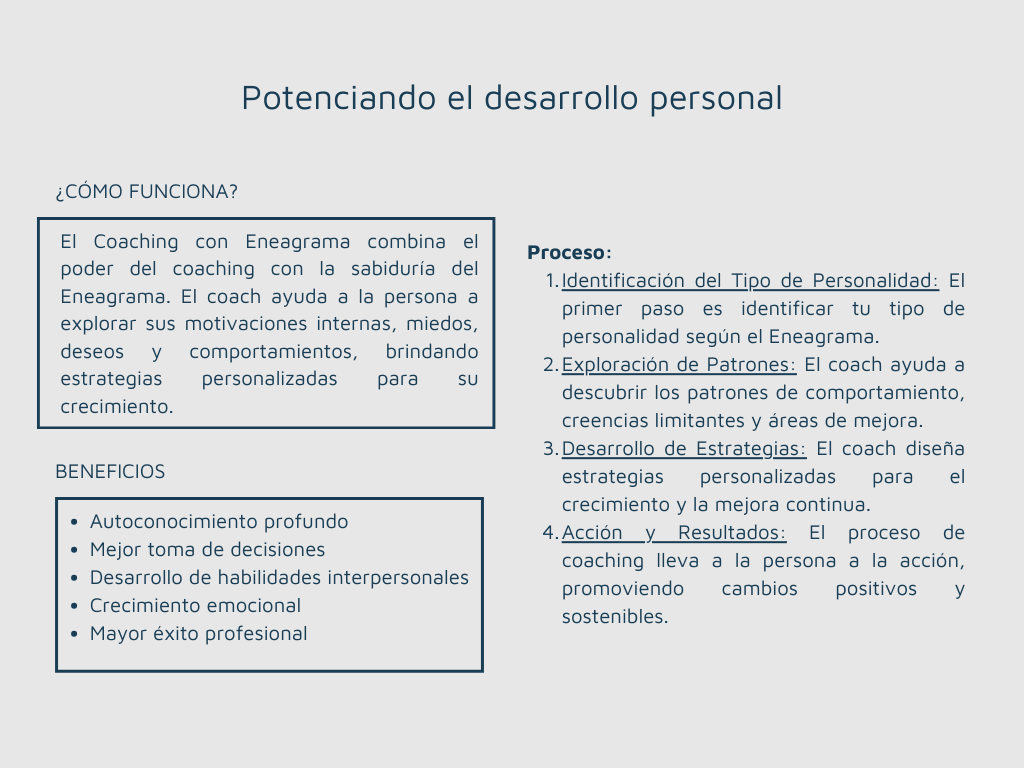 Potenciando el desarrollo personal
¿CÓMO FUNCIONA?
El Coaching con Eneagrama combina el
poder del coaching con la sabiduría del
Eneagrama. El coach ayuda a la persona a
explorar sus motivaciones internas, miedos,
deseos y comportamientos, brindando
estrategias personalizadas para su
crecimiento.
BENEFICIOS
• Autoconocimiento profundo
• Mejor toma de decisiones
• Desarrollo de habilidades interpersonales
• Crecimiento emocional
• Mayor éxito profesional
Proceso:
1. Identificación del Tipo de Personalidad: El
primer paso es identificar tu tipo de
personalidad según el Eneagrama.
2. Exploración de Patrones: El coach ayuda a
descubrir los patrones de comportamiento,
creencias limitantes y áreas de mejora.
3. Desarrollo de Estrategias: El coach diseña
estrategias personalizadas para el
crecimiento y la mejora continua.
4. Acción y Resultados: El proceso de
coaching lleva a la persona a la acción,
promoviendo cambios positivos y
sostenibles.